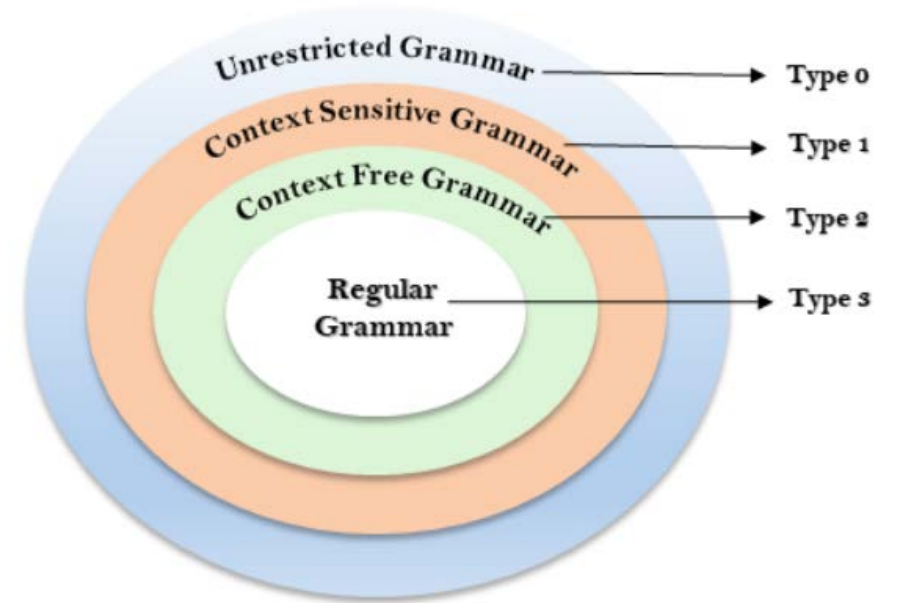 Unrestricted Grammar
Type 0
Context Sensitive Grammar
Type 1
Context Free Grammar
Type 2
Regular
Grammar
Type 3